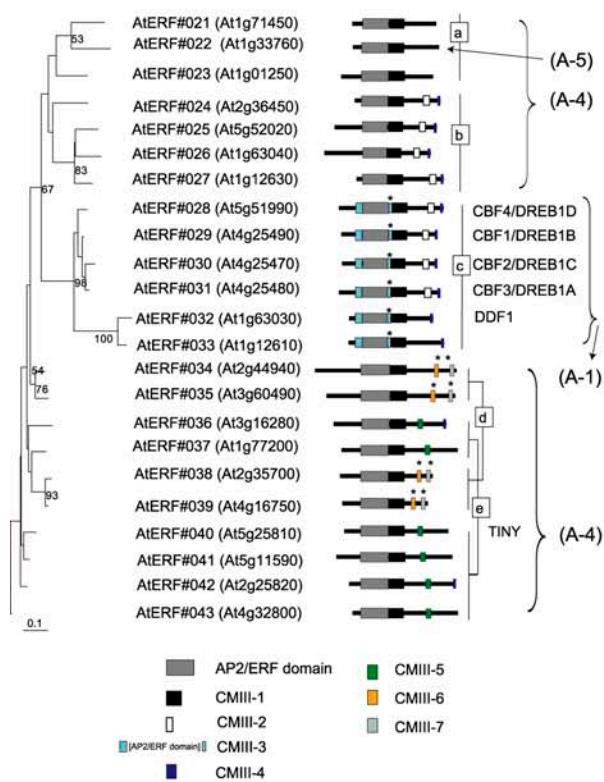 AtERF#021 (At1g71450)
53
AtERF#022 (At1g33760)
a
(A-5)
AtERF#023 (At1g01250)
(A-4)
AtERF#024 (At2g36450)
AtERF#025 (At5g52020)
b
AtERF#026 (At1g63040)
83
AtERF#027 (At1g12630)
67
AtERF#028 (At5g51990)
*
CBF4/DREB1D
AtERF#029 (At4g25490)
*
CBF1/DREB1B
AtERF#030 (At4g25470)
*
c
CBF2/DREB1C
98
AtERF#031 (At4g25480)
*
CBF3/DREB1A
AtERF#032 (At1g63030)
*
DDF1
100
AtERF#033 (At1g12610)
*
AtERF#034 (At2g44940)
* *
(A-1)
54
76
AtERF#035 (At3g60490)
* *
d
AtERF#036 (At3g16280)
AtERF#037 (At1g77200)
AtERF#038 (At2g35700)
* *
93
AtERF#039 (At4g16750)
* *
e
AtERF#040 (At5g25810)
TINY
(A-4)
AtERF#041 (At5g11590)
AtERF#042 (At2g25820)
AtERF#043 (At4g32800)
0.1
AP2/ERF domain
CMIII-5
CMIII-1
CMIII-6
CMIII-2
CMIII-7
[AP2/ERF domain]
CMIII-3
CMIII-4